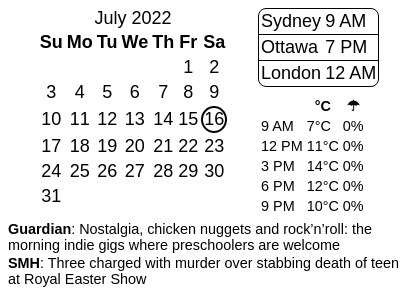 July 2022
Su Mo Tu We Th Fr Sa
1 2
3 4 5 6 7 8 9
10 11 12 13 14 15 16
17 18 19 20 21 22 23
24 25 26 27 28 29 30
31
Sydney 9 AM
Ottawa 7 PM
London 12 AM
°C ☂
9 AM 7°C 0%
12 PM 11°C 0%
3 PM 14°C 0%
6 PM 12°C 0%
9 PM 10°C 0%
Guardian: Nostalgia, chicken nuggets and rock’n’roll: the
morning indie gigs where preschoolers are welcome
SMH: Three charged with murder over stabbing death of teen
at Royal Easter Show